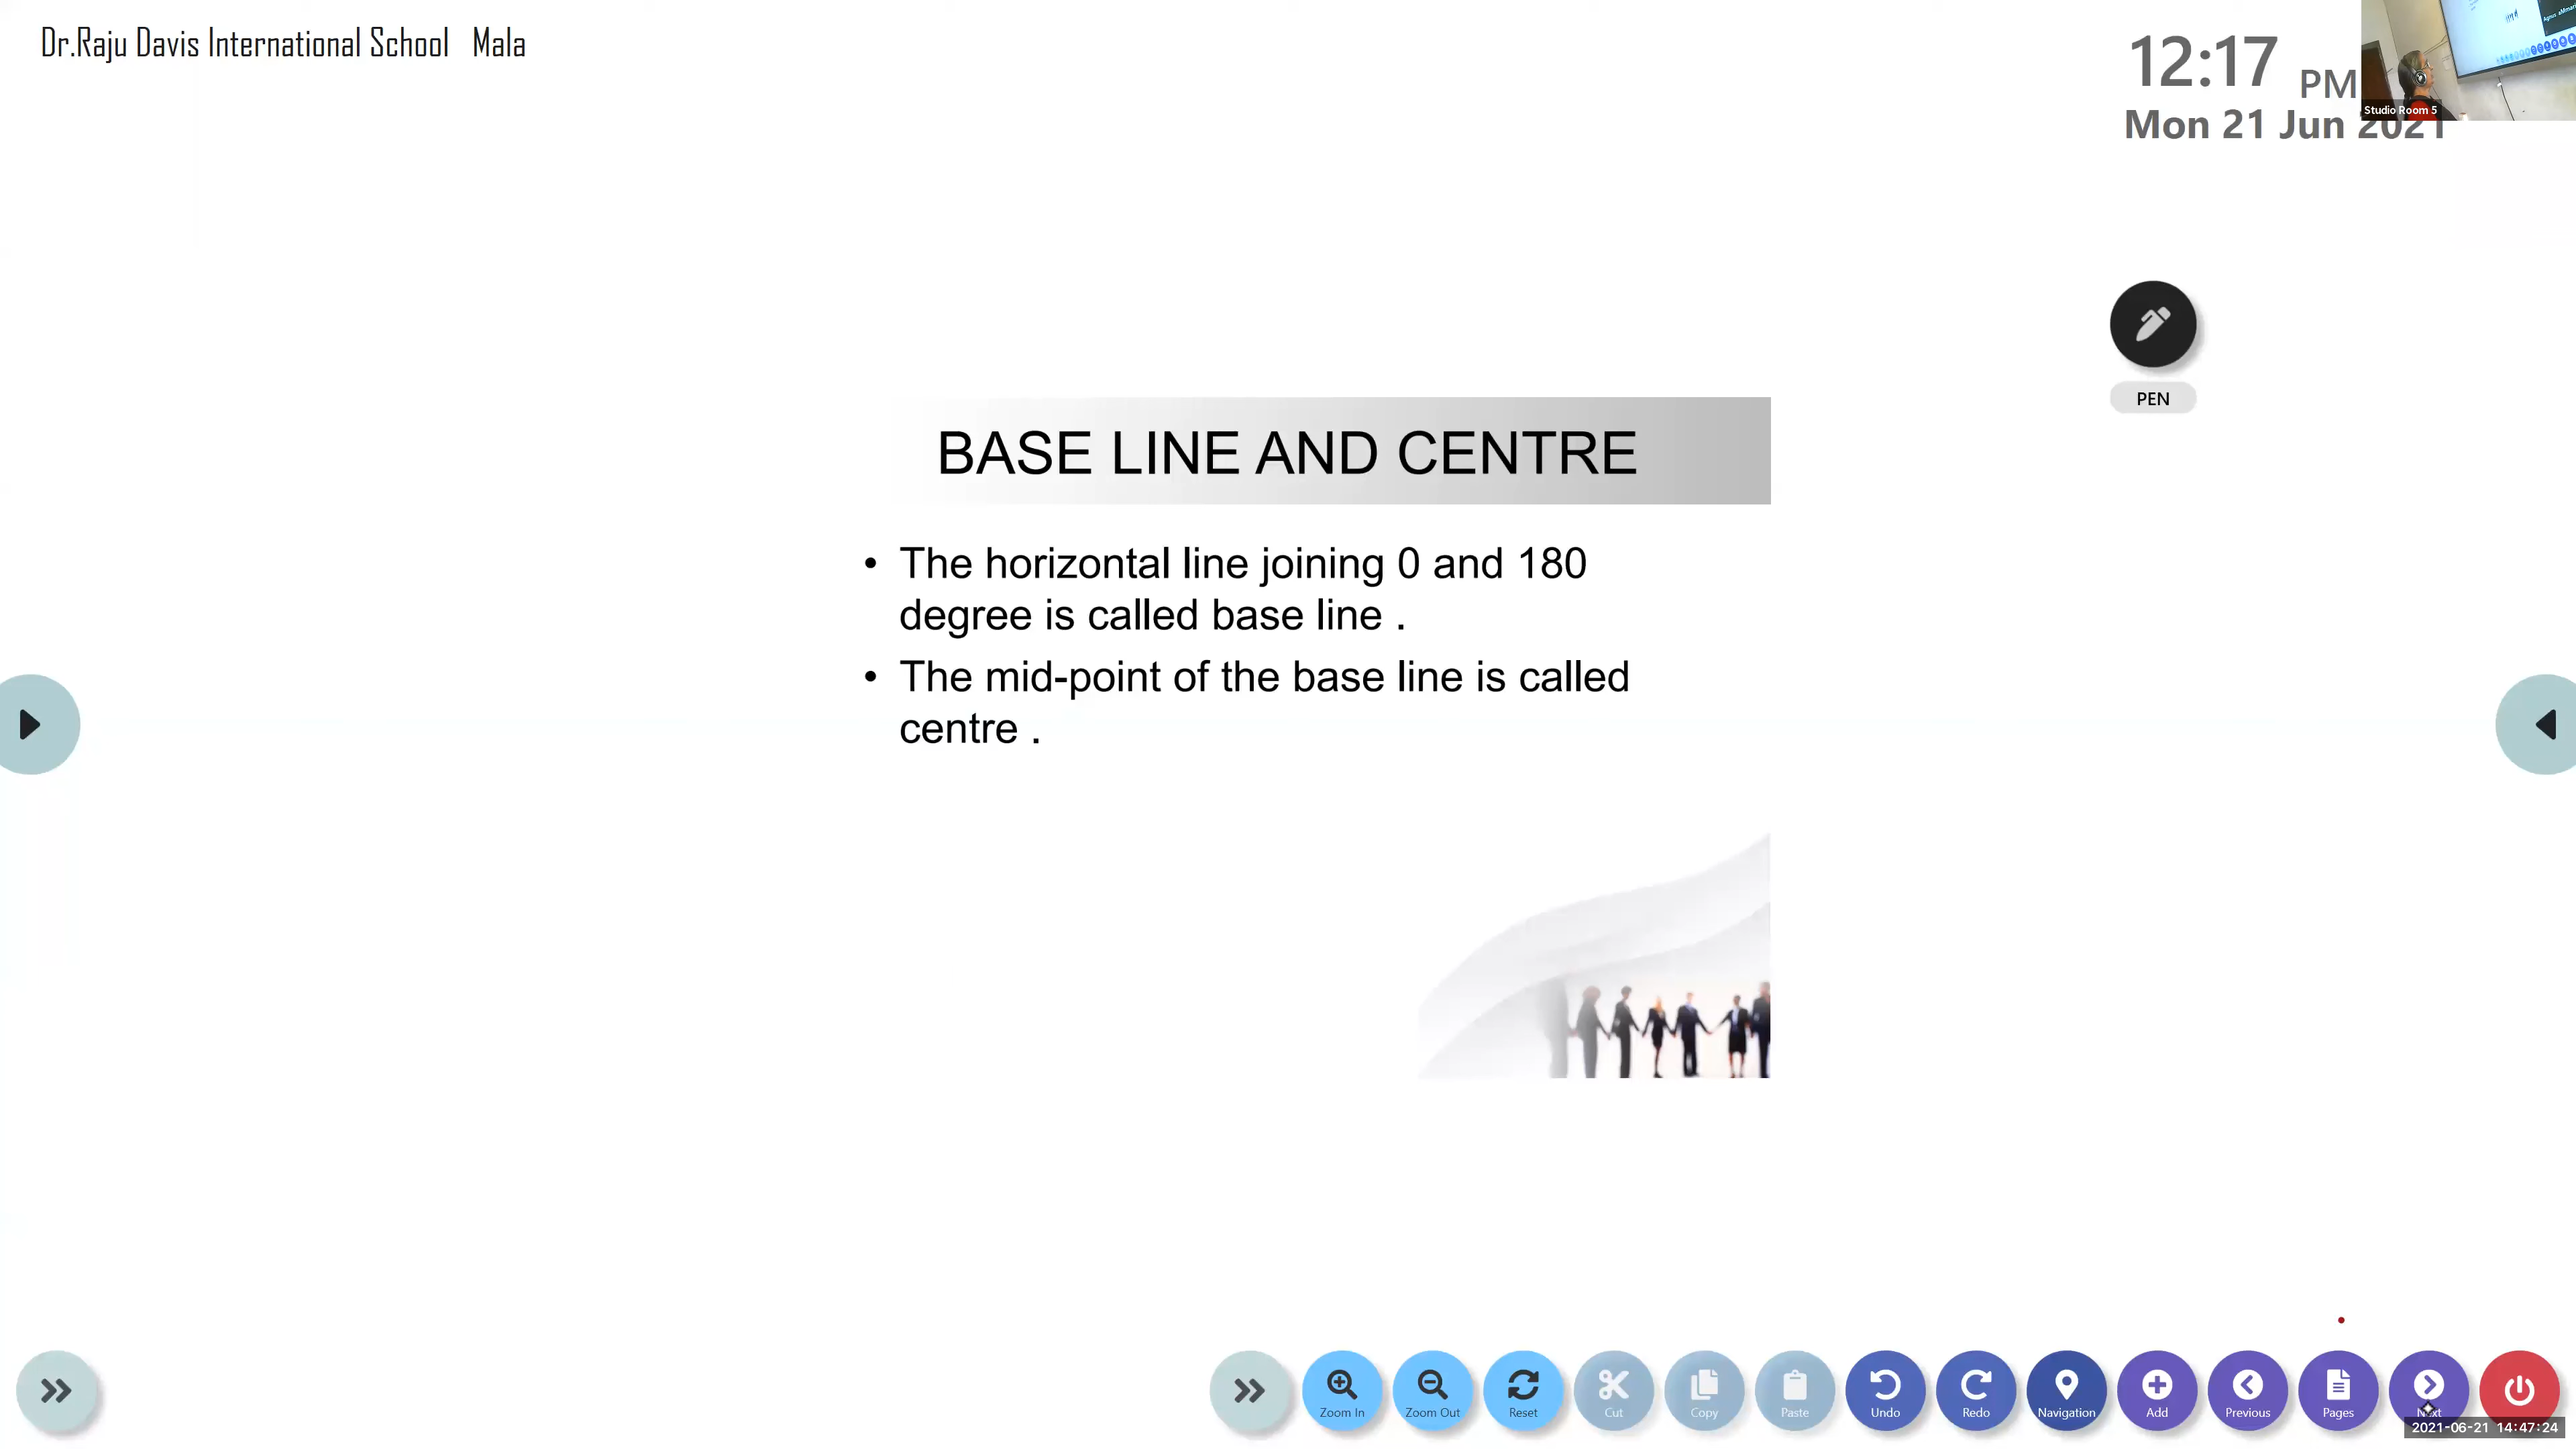 Dr.Raju Davis International School Mala
12:17 PM
Mon 21 Jun 2021
Studio Room 5
PEN
BASE LINE AND CENTRE
• The horizontal line joining 0 and 180
degree is called base line .
• The mid-point of the base line is called
centre .
Zoom In
Zoom Out
Reset
Cut
Copy
Paste
Undo
Redo
Navigation
Add
Previous
Pages
Next
2021-06-21 14:47:24